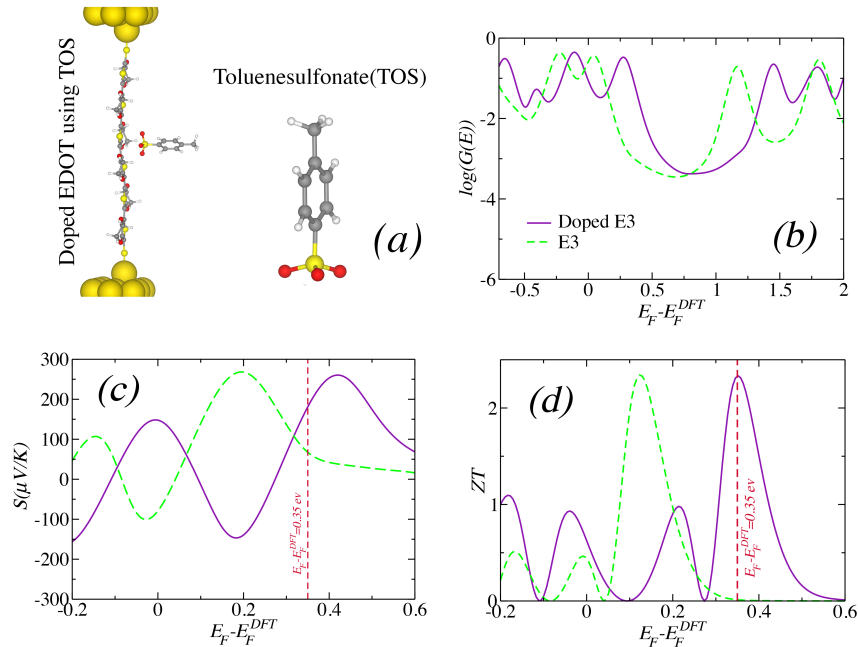 Doped EDOT using TOS
Toluenesulfonate(TOS)
(a)
0
-2
-4
-6
log(G(E))
Doped E3
E3
(b)
-0.5 0 0.5 1 1.5 2
E_F-E_F^DFT
300
200
100
0
-100
-200
-300
S(μV/K)
(c)
E_F-E_F^DFT=0.35 ev
-0.2 0 0.2 0.4 0.6
E_F-E_F^DFT
2
1
0
ZT
(d)
E_F-E_F^DFT=0.35 ev
-0.2 0 0.2 0.4 0.6
E_F-E_F^DFT